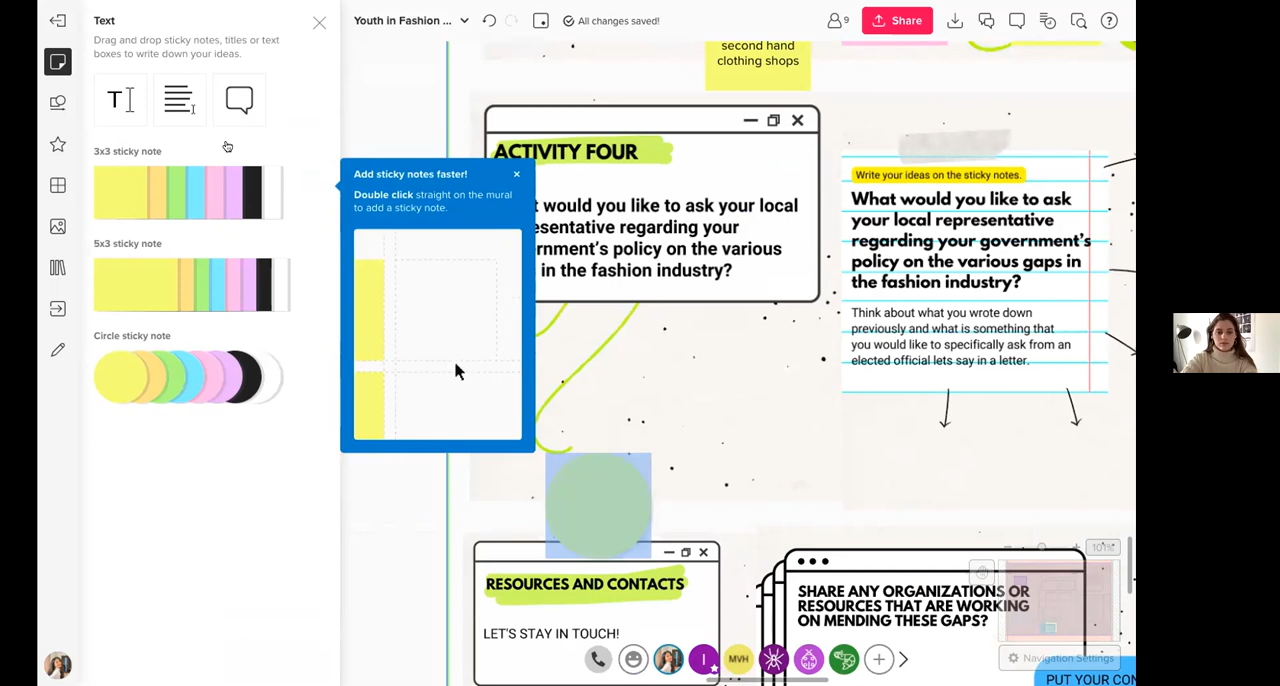 Text
Drag and drop sticky notes, titles or text
boxes to write down your ideas.
T
3x3 sticky note
5x3 sticky note
Circle sticky note
Youth in Fashion ...
All changes saved!
9
Share
?
second hand
clothing shops
Add sticky notes faster!
Double click straight on the mural
to add a sticky note.
ACTIVITY FOUR
would you like to ask your local
your
policy on the various
in the fashion industry?
Write your ideas on the sticky notes.
What would you like to ask
your local representative
regarding your government's
policy on the various gaps in
the fashion industry?
Think about what you wrote down
previously and what is something that
you would like to specifically ask from an
elected official lets say in a letter.
101%
RESOURCES AND CONTACTS
LET'S STAY IN TOUCH!
SHARE ANY ORGANIZATIONS OR
RESOURCES THAT ARE WORKING
ON MENDING THESE GAPS?
I
MVH
Navigation Settings
PUT YOUR